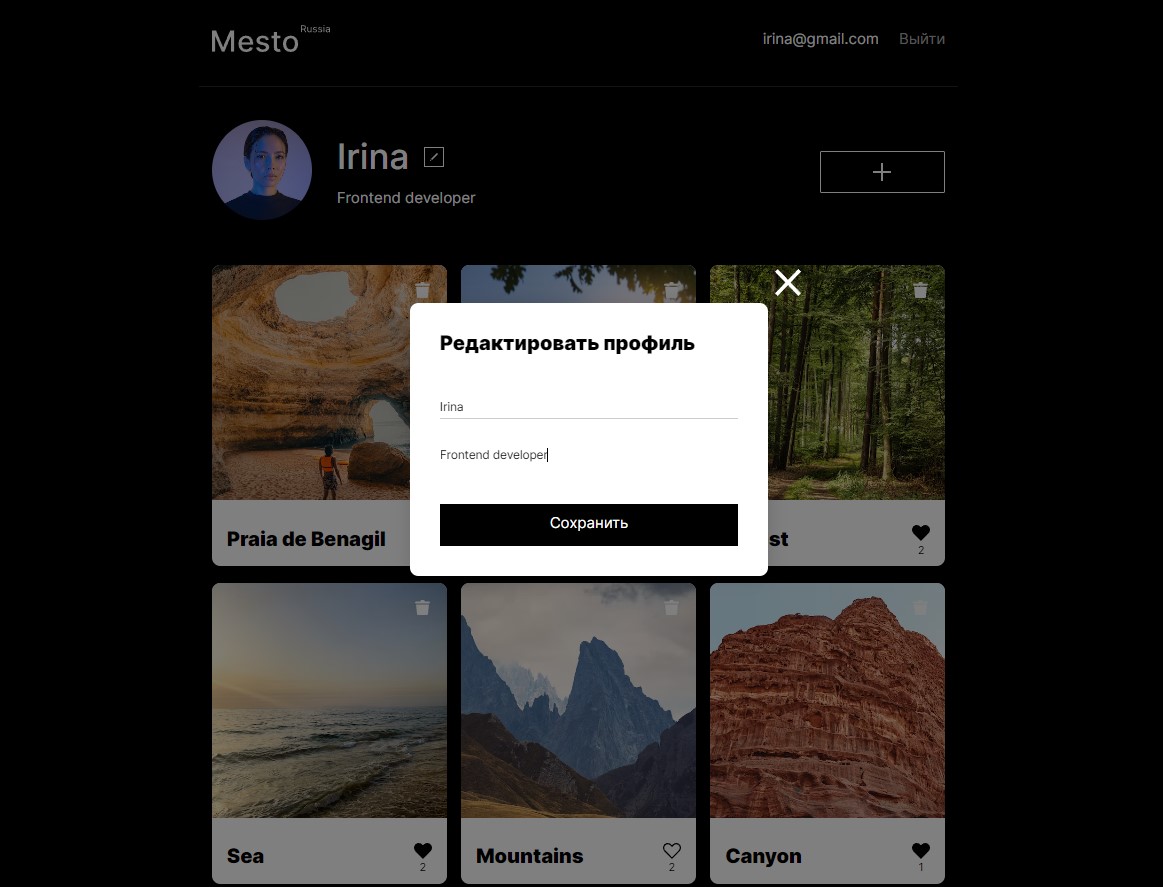 Mesto Russia
irina@gmail.com Выйти
Irina
Frontend developer
Редактировать профиль
Irina
Frontend developer
Сохранить
Praia de Benagil
st
2
Sea
2
Mountains
2
Canyon
1